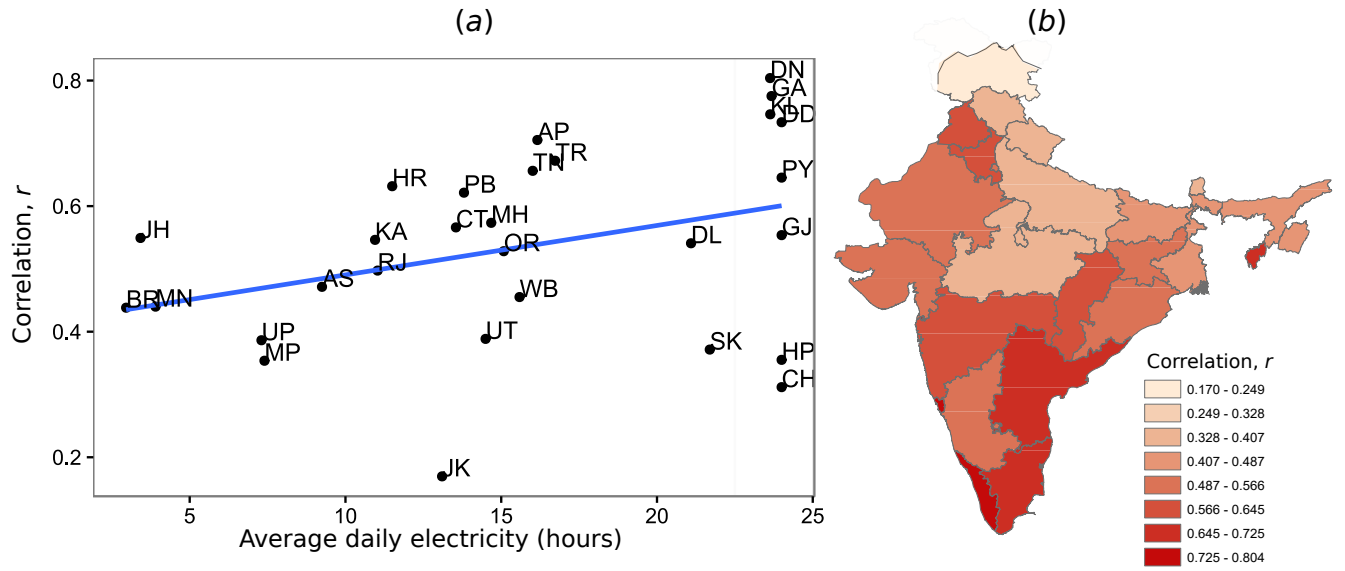 (a)
(b)
Correlation, r
0.8
0.6
0.4
0.2
DN
GA
KL
DD
AP
TR
TN
PY
HR
PB
CT
MH
GJ
JH
KA
OR
DL
RJ
AS
WB
BR
MN
UP
UT
SK
MP
HP
CH
JK
5
10
15
20
25
Average daily electricity (hours)
Correlation, r
0.170 - 0.249
0.249 - 0.328
0.328 - 0.407
0.407 - 0.487
0.487 - 0.566
0.566 - 0.645
0.645 - 0.725
0.725 - 0.804